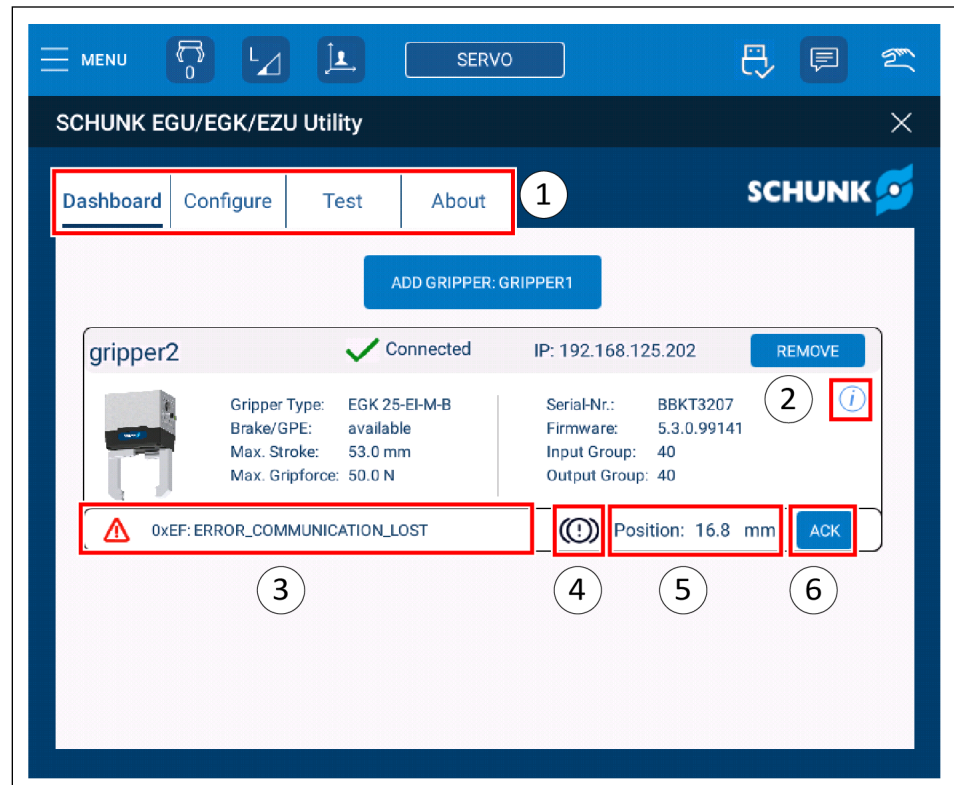 MENU 0 SERVO
SCHUNK EGU/EGK/EZU Utility
Dashboard Configure Test About 1 SCHUNK
ADD GRIPPER: GRIPPER1
gripper2 Connected IP: 192.168.125.202 REMOVE
2 i
Gripper Type: EGK 25-EI-M-B Serial-Nr.: BBKT3207
Brake/GPE: available Firmware: 5.3.0.99141
Max. Stroke: 53.0 mm Input Group: 40
Max. Gripforce: 50.0 N Output Group: 40
0xEF: ERROR_COMMUNICATION_LOST Position: 16.8 mm ACK
3 4 5 6